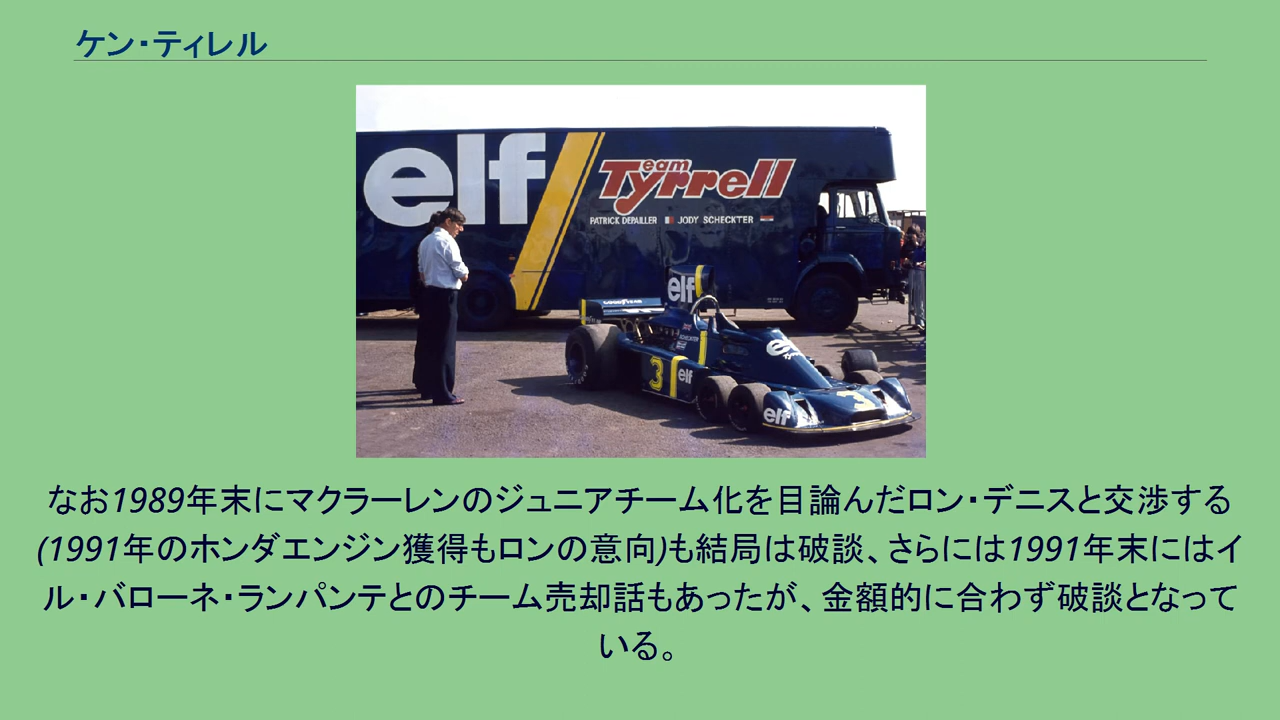 ケン・ティレル
elf
Team
Tyrrell
PATRICK DEPAILLER JODY SCHECKTER
elf
GOODYEAR
SCHECKTER
3
elf
elf
3
elf
なお1989年末にマクラーレンのジュニアチーム化を目論んだロン・デニスと交渉する
(1991年のホンダエンジン獲得もロンの意向)も結局は破談、さらには1991年末にはイ
ル・バローネ・ランパンテとのチーム売却話もあったが、金額的に合わず破談となって
いる。